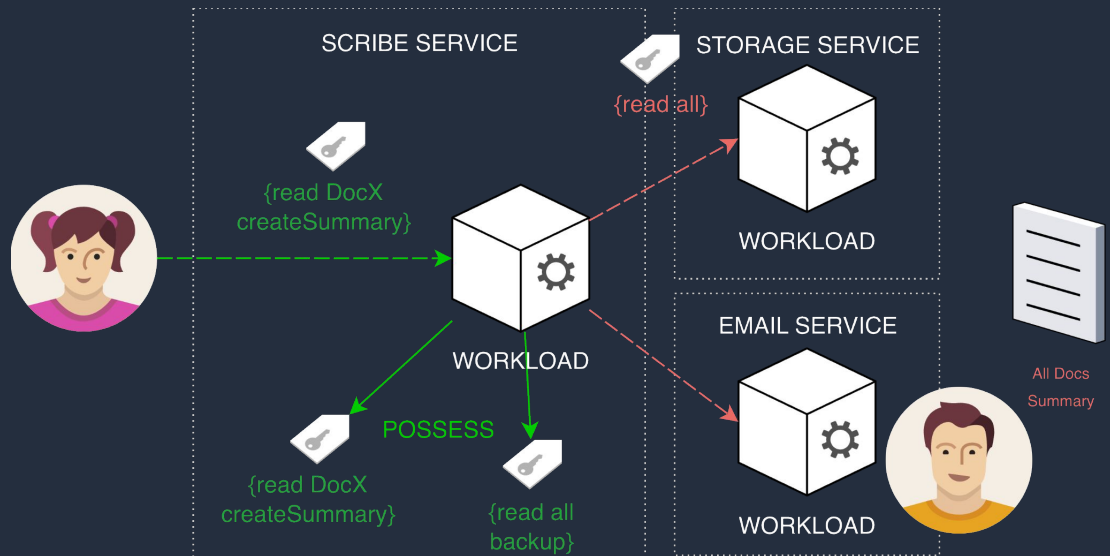 SCRIBE SERVICE
STORAGE SERVICE
{read all}
{read DocX
createSummary}
WORKLOAD
EMAIL SERVICE
WORKLOAD
All Docs
Summary
POSSESS
{read DocX
createSummary}
{read all
backup}
WORKLOAD